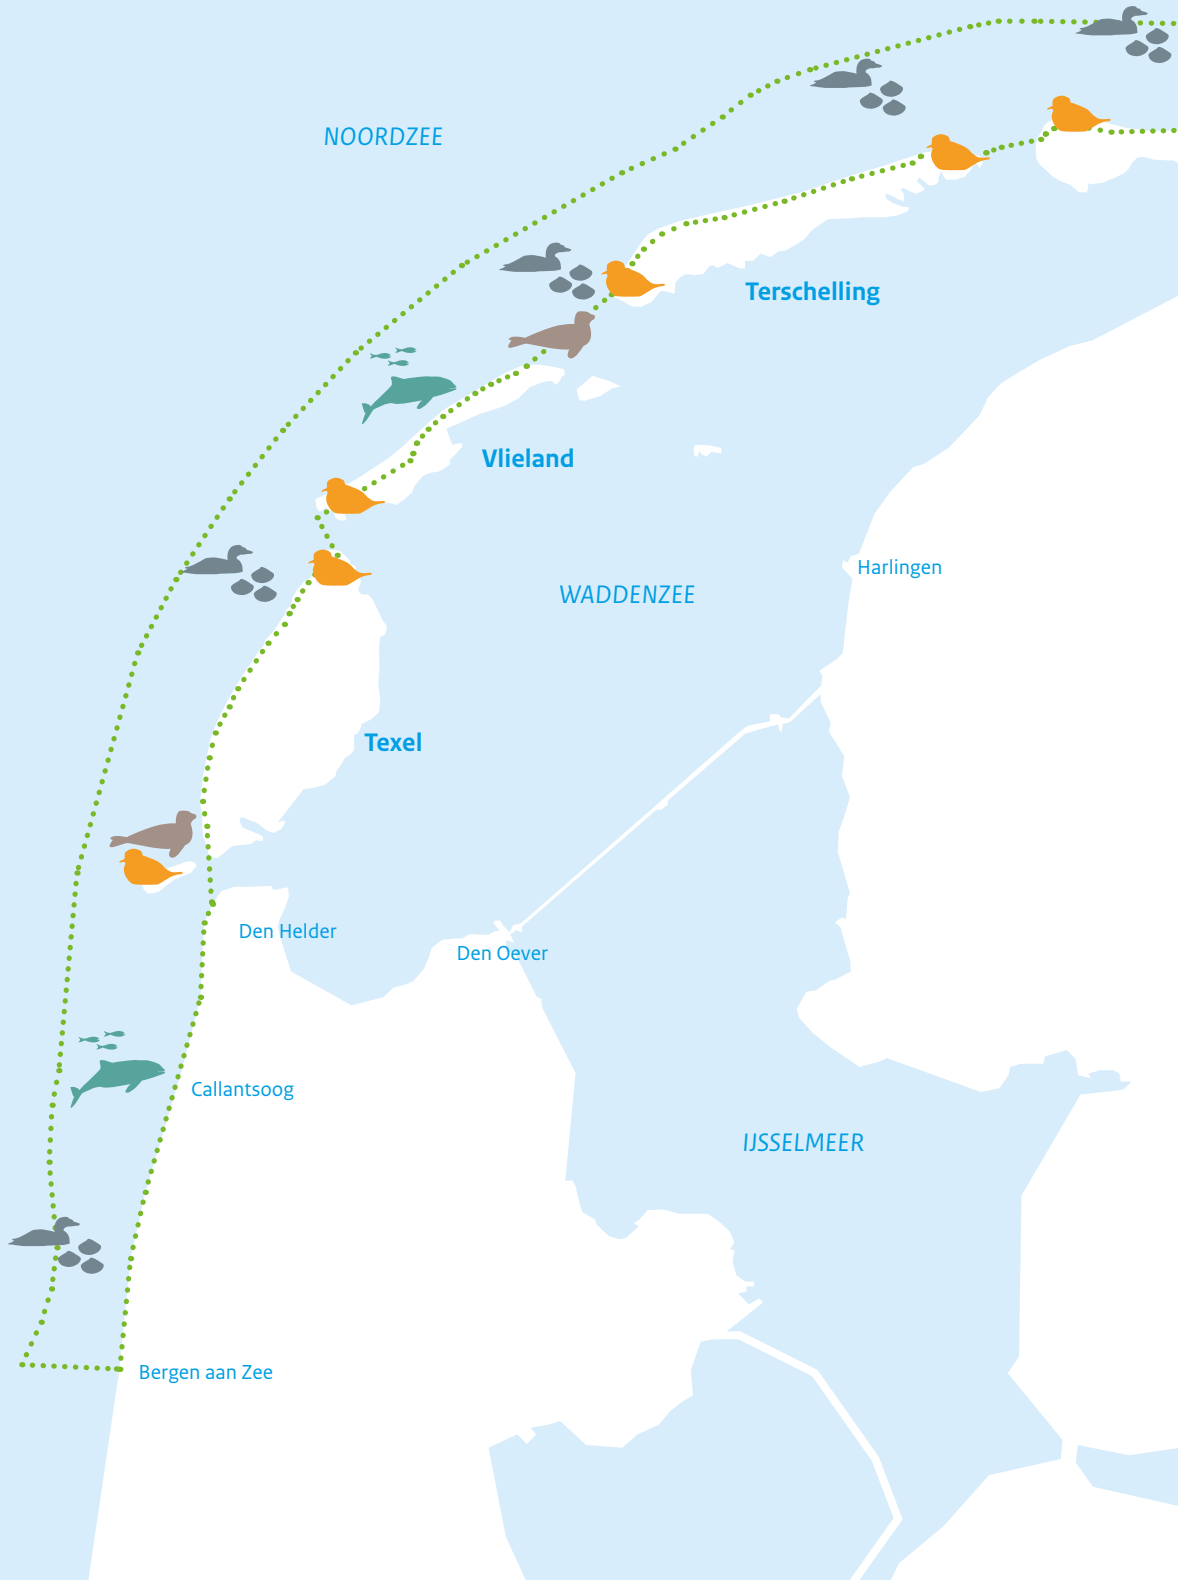 NOORDZEE
Terschelling
Vlieland
Harlingen
WADDENZEE
Texel
Den Helder
Den Oever
Callantsoog
IJSSELMEER
Bergen aan Zee